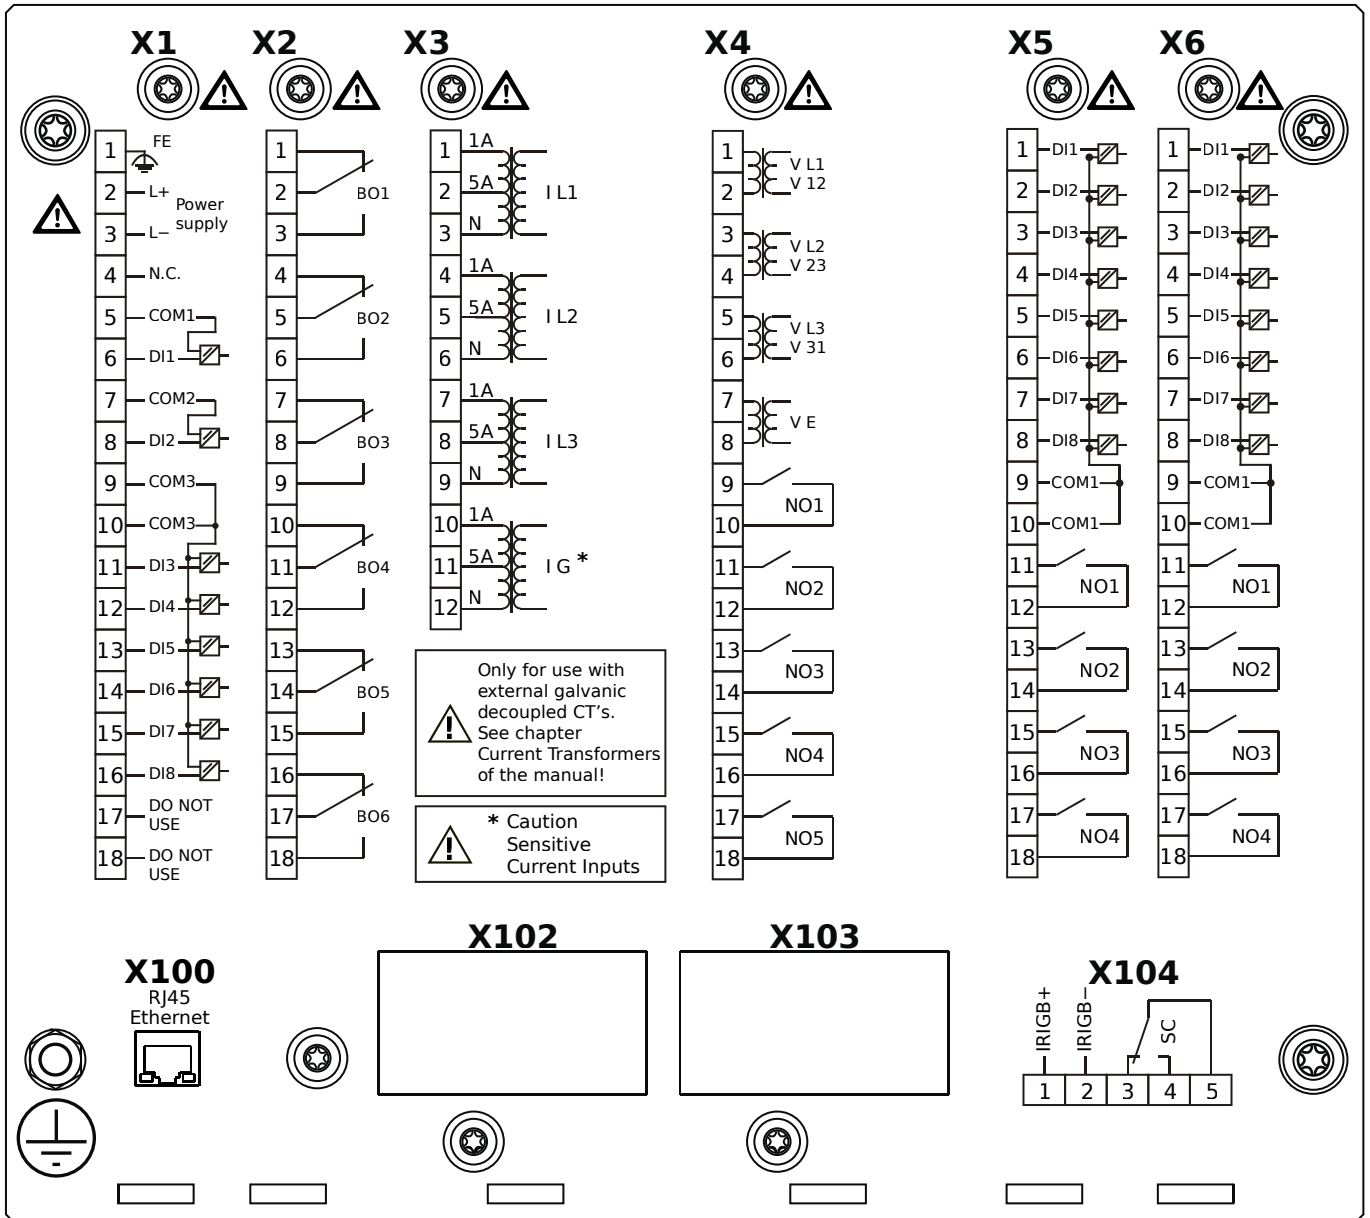 X1
1
FE
2
L+
Power
supply
3
L−
4
N.C.
5
COM1
6
DI1
7
COM2
8
DI2
9
COM3
10
COM3
11
DI3
12
DI4
13
DI5
14
DI6
15
DI7
16
DI8
17
DO NOT
USE
18
DO NOT
USE
X2
1
2
BO1
3
4
5
BO2
6
7
8
BO3
9
10
11
BO4
12
13
14
BO5
15
16
17
BO6
18
X3
1
1A
2
5A
I L1
3
N
4
1A
5
5A
I L2
6
N
7
1A
8
5A
I L3
9
N
10
1A
11
5A
I G *
12
N
Only for use with
external galvanic
decoupled CT's.
See chapter
Current Transformers
of the manual!
* Caution
Sensitive
Current Inputs
X4
1
V L1
V 12
2
3
V L2
V 23
4
5
V L3
V 31
6
7
V E
8
9
NO1
10
11
NO2
12
13
NO3
14
15
NO4
16
17
NO5
18
X5
1
DI1
2
DI2
3
DI3
4
DI4
5
DI5
6
DI6
7
DI7
8
DI8
9
COM1
10
COM1
11
NO1
12
13
NO2
14
15
NO3
16
17
NO4
18
X6
1
DI1
2
DI2
3
DI3
4
DI4
5
DI5
6
DI6
7
DI7
8
DI8
9
COM1
10
COM1
11
NO1
12
13
NO2
14
15
NO3
16
17
NO4
18
X100
RJ45
Ethernet
X102
X103
X104
IRIGB+
IRIGB−
SC
1 2 3 4 5